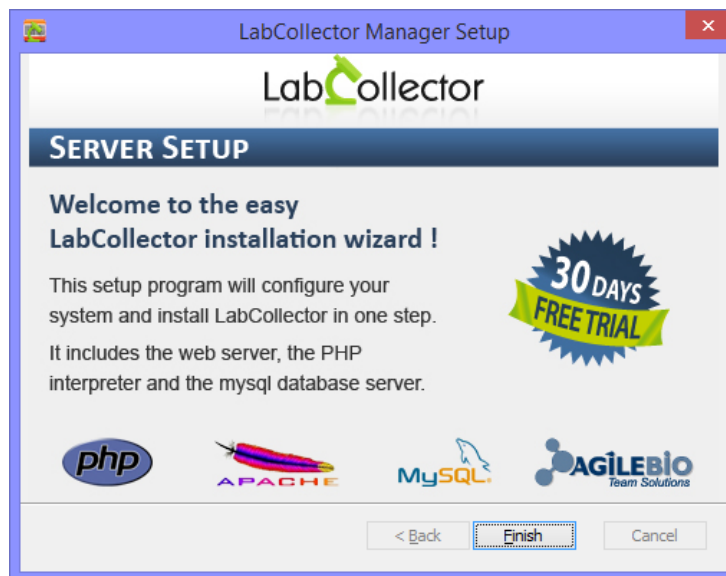 LabCollector Manager Setup
LabCollector
SERVER SETUP
Welcome to the easy
LabCollector installation wizard !
This setup program will configure your
system and install LabCollector in one step.
It includes the web server, the PHP
interpreter and the mysql database server.
30 DAYS
FREE TRIAL
php
APACHE
MySQL.
AGiLEBiO
Team Solutions
< Back
Finish
Cancel